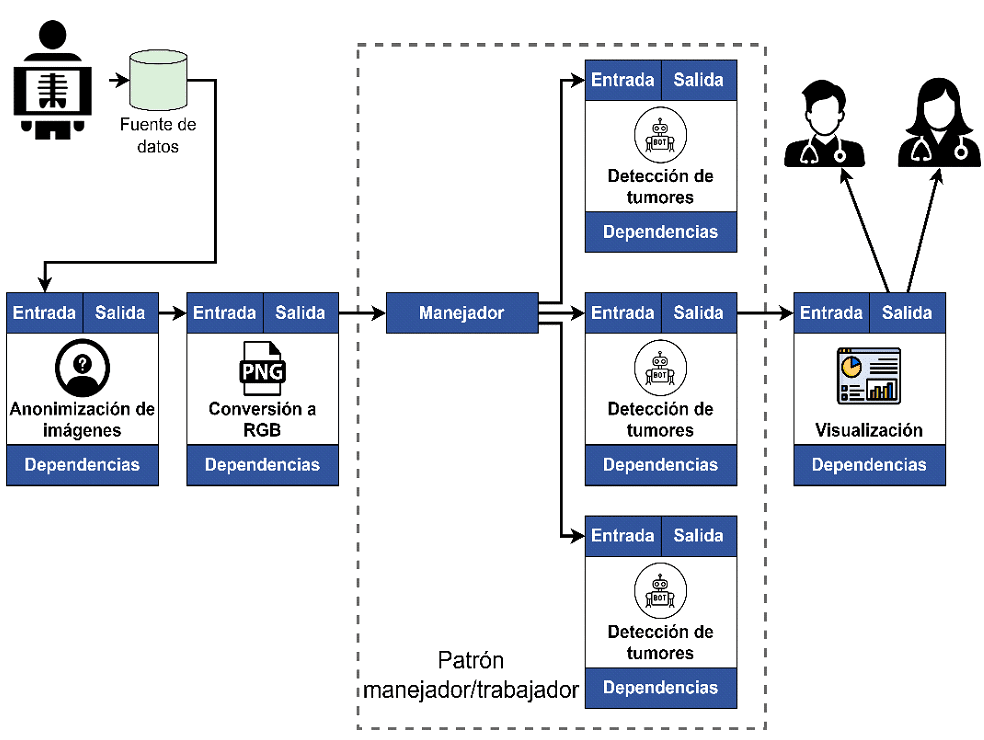 Fuente de
datos
Entrada
Salida
Anonimización de
imágenes
Dependencias
Entrada
Salida
PNG
Conversión a
RGB
Dependencias
Manejador
Entrada
Salida
BOT
Detección de
tumores
Dependencias
Entrada
Salida
BOT
Detección de
tumores
Dependencias
Entrada
Salida
BOT
Detección de
tumores
Dependencias
Patrón
manejador/trabajador
Entrada
Salida
Visualización
Dependencias